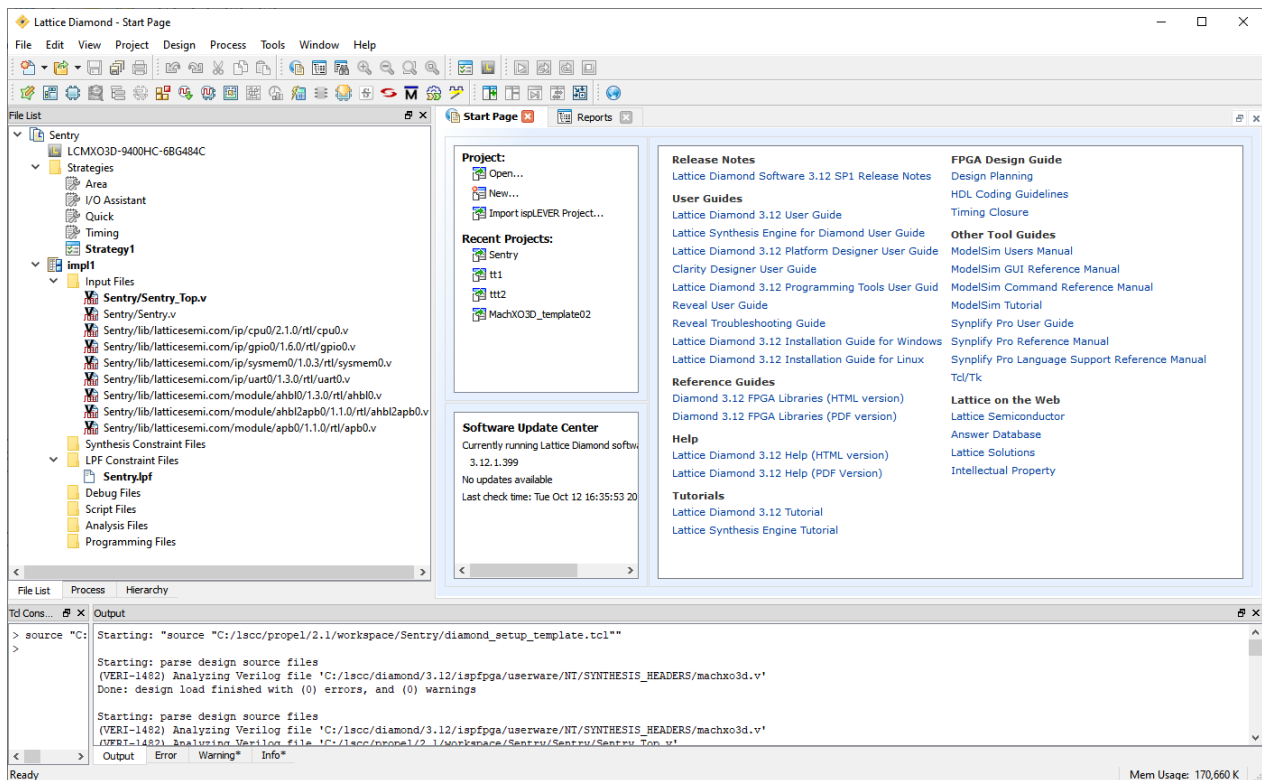 Lattice Diamond - Start Page
File Edit View Project Design Process Tools Window Help
File List
Sentry
LCMXO3D-9400HC-6BG484C
Strategies
Area
I/O Assistant
Quick
Timing
Strategy1
impl1
Input Files
Sentry/Sentry_Top.v
Sentry/Sentry.v
Sentry/lib/latticesemi.com/ip/cpu0/2.1.0/rtl/cpu0.v
Sentry/lib/latticesemi.com/ip/gpio0/1.6.0/rtl/gpio0.v
Sentry/lib/latticesemi.com/ip/sysmem0/1.0.3/rtl/sysmem0.v
Sentry/lib/latticesemi.com/ip/uart0/1.3.0/rtl/uart0.v
Sentry/lib/latticesemi.com/module/ahbl0/1.3.0/rtl/ahbl0.v
Sentry/lib/latticesemi.com/module/ahbl2apb0/1.1.0/rtl/ahbl2apb0.v
Sentry/lib/latticesemi.com/module/apb0/1.1.0/rtl/apb0.v
Synthesis Constraint Files
LPF Constraint Files
Sentry.lpf
Debug Files
Script Files
Analysis Files
Programming Files
File List Process Hierarchy
Start Page Reports
Project:
Open...
New...
Import ispLEVER Project...
Recent Projects:
Sentry
tt1
ttt2
MachXO3D_template02
Software Update Center
Currently running Lattice Diamond softwa
3.12.1.399
No updates available
Last check time: Tue Oct 12 16:35:53 20
Release Notes
Lattice Diamond Software 3.12 SP1 Release Notes
User Guides
Lattice Diamond 3.12 User Guide
Lattice Synthesis Engine for Diamond User Guide
Lattice Diamond 3.12 Platform Designer User Guide
Clarity Designer User Guide
Lattice Diamond 3.12 Programming Tools User Guid
Reveal User Guide
Reveal Troubleshooting Guide
Lattice Diamond 3.12 Installation Guide for Windows
Lattice Diamond 3.12 Installation Guide for Linux
Reference Guides
Diamond 3.12 FPGA Libraries (HTML version)
Diamond 3.12 FPGA Libraries (PDF version)
Help
Lattice Diamond 3.12 Help (HTML version)
Lattice Diamond 3.12 Help (PDF Version)
Tutorials
Lattice Diamond 3.12 Tutorial
Lattice Synthesis Engine Tutorial
FPGA Design Guide
Design Planning
HDL Coding Guidelines
Timing Closure
Other Tool Guides
ModelSim Users Manual
ModelSim GUI Reference Manual
ModelSim Command Reference Manual
ModelSim Tutorial
Synplify Pro User Guide
Synplify Pro Reference Manual
Synplify Pro Language Support Reference Manual
Tcl/Tk
Lattice on the Web
Lattice Semiconductor
Answer Database
Lattice Solutions
Intellectual Property
Tcl Cons...
> source "C:
>
Output
Starting: "source "C:/lscc/propel/2.1/workspace/Sentry/diamond_setup_template.tcl""
Starting: parse design source files
(VERI-1482) Analyzing Verilog file 'C:/lscc/diamond/3.12/ispfpga/userware/NT/SYNTHESIS_HEADERS/machxo3d.v'
Done: design load finished with (0) errors, and (0) warnings
Starting: parse design source files
(VERI-1482) Analyzing Verilog file 'C:/lscc/diamond/3.12/ispfpga/userware/NT/SYNTHESIS_HEADERS/machxo3d.v'
(VERI-1482) Analyzing Verilog file 'C:/lscc/propel/2.1/workspace/Sentry/Sentry/Sentry_Top.v'
Output Error Warning* Info*
Ready
Mem Usage: 170,660 K